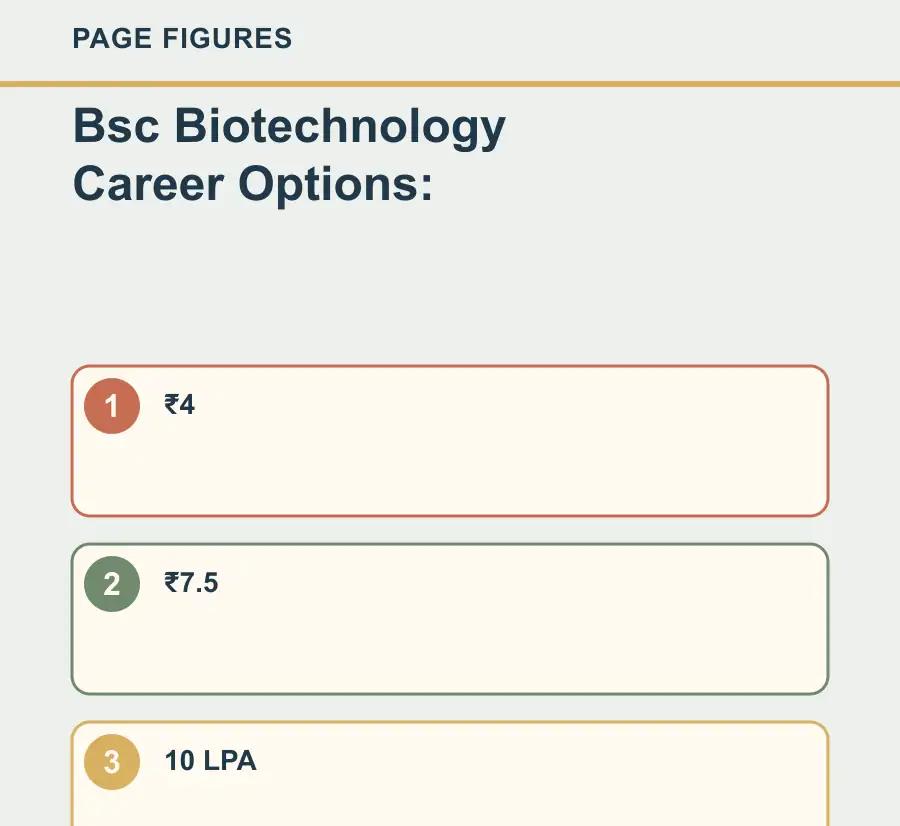 PAGE FIGURES
Bsc Biotechnology
Career Options:
1 ₹4
2 ₹7.5
3 10 LPA